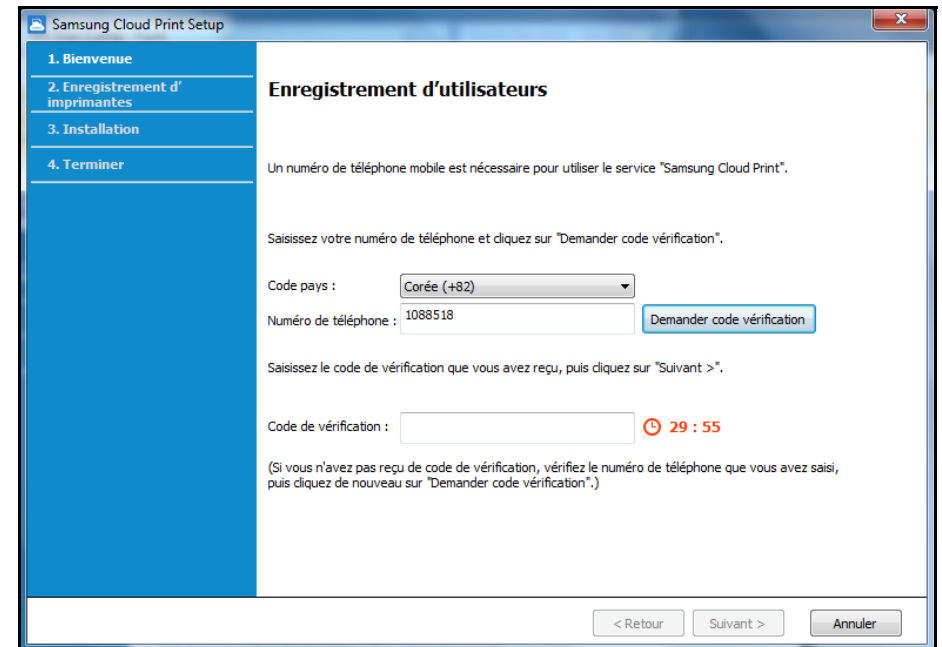 Samsung Cloud Print Setup
1. Bienvenue
2. Enregistrement d’
imprimantes
3. Installation
4. Terminer
Enregistrement d’utilisateurs
Un numéro de téléphone mobile est nécessaire pour utiliser le service "Samsung Cloud Print".
Saisissez votre numéro de téléphone et cliquez sur "Demander code vérification".
Code pays :
Corée (+82)
Numéro de téléphone :
1088518
Demander code vérification
Saisissez le code de vérification que vous avez reçu, puis cliquez sur "Suivant >".
Code de vérification :
29 : 55
(Si vous n'avez pas reçu de code de vérification, vérifiez le numéro de téléphone que vous avez saisi,
puis cliquez de nouveau sur "Demander code vérification".)
< Retour
Suivant >
Annuler